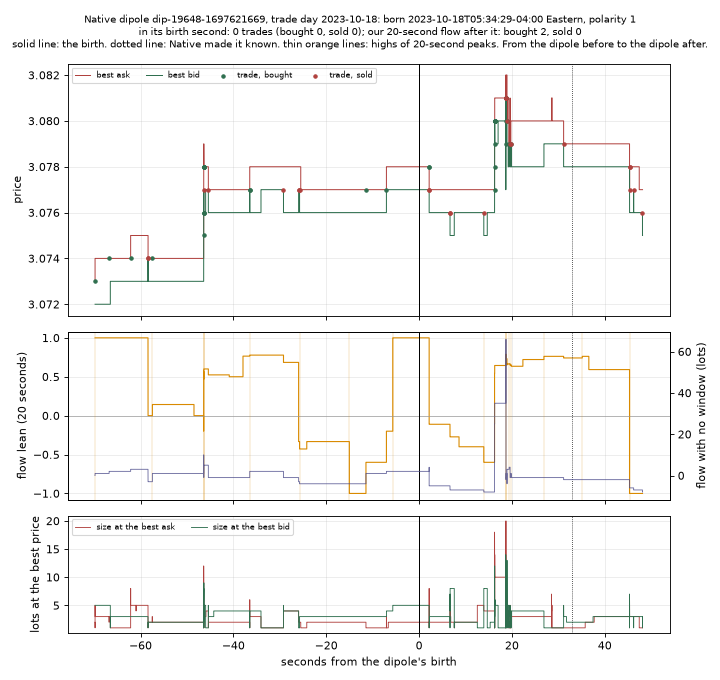 Native dipole dip-19648-1697621669, trade day 2023-10-18: born 2023-10-18T05:34:29-04:00 Eastern, polarity 1
in its birth second: 0 trades (bought 0, sold 0); our 20-second flow after it: bought 2, sold 0
solid line: the birth. dotted line: Native made it known. thin orange lines: highs of 20-second peaks. From the dipole before to the dipole after.
best ask best bid trade, bought trade, sold
3.082
3.080
3.078
3.076
3.074
3.072
price
1.0
0.5
0.0
−0.5
−1.0
flow lean (20 seconds)
60
40
20
0
flow with no window (lots)
size at the best ask size at the best bid
20
15
10
5
lots at the best price
−60 −40 −20 0 20 40
seconds from the dipole's birth